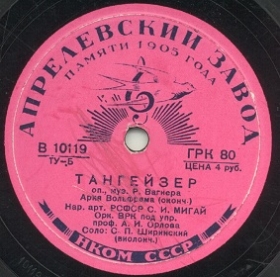 АПРЕЛЕВСКИЙ ЗАВОД
ПАМЯТИ 1905 ГОДА
В 10119
ТУ-Б
ГРК 80
ЦЕНА 4 руб.
ТАНГЕЙЗЕР
оп., муз. Р. Вагнера
Ария Вольфрама (оконч.)
Нар. арт. РСФСР С. И. МИГАЙ
Орк. ВРК под упр.
проф. А. И. Орлова
Соло: С. П. Ширинский
(виолонч.)
НКОМ СССР